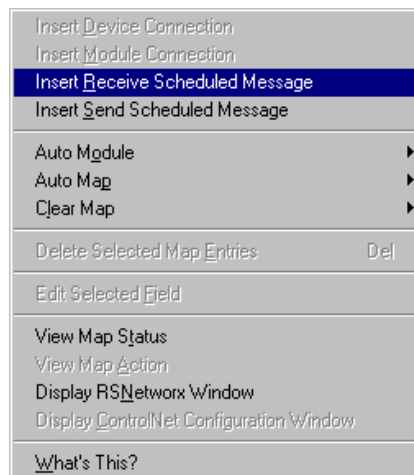 Insert Device Connection
Insert Module Connection
Insert Receive Scheduled Message
Insert Send Scheduled Message
Auto Module
Auto Map
Clear Map
Delete Selected Map Entries Del
Edit Selected Field
View Map Status
View Map Action
Display RSNetworx Window
Display ControlNet Configuration Window
What's This?